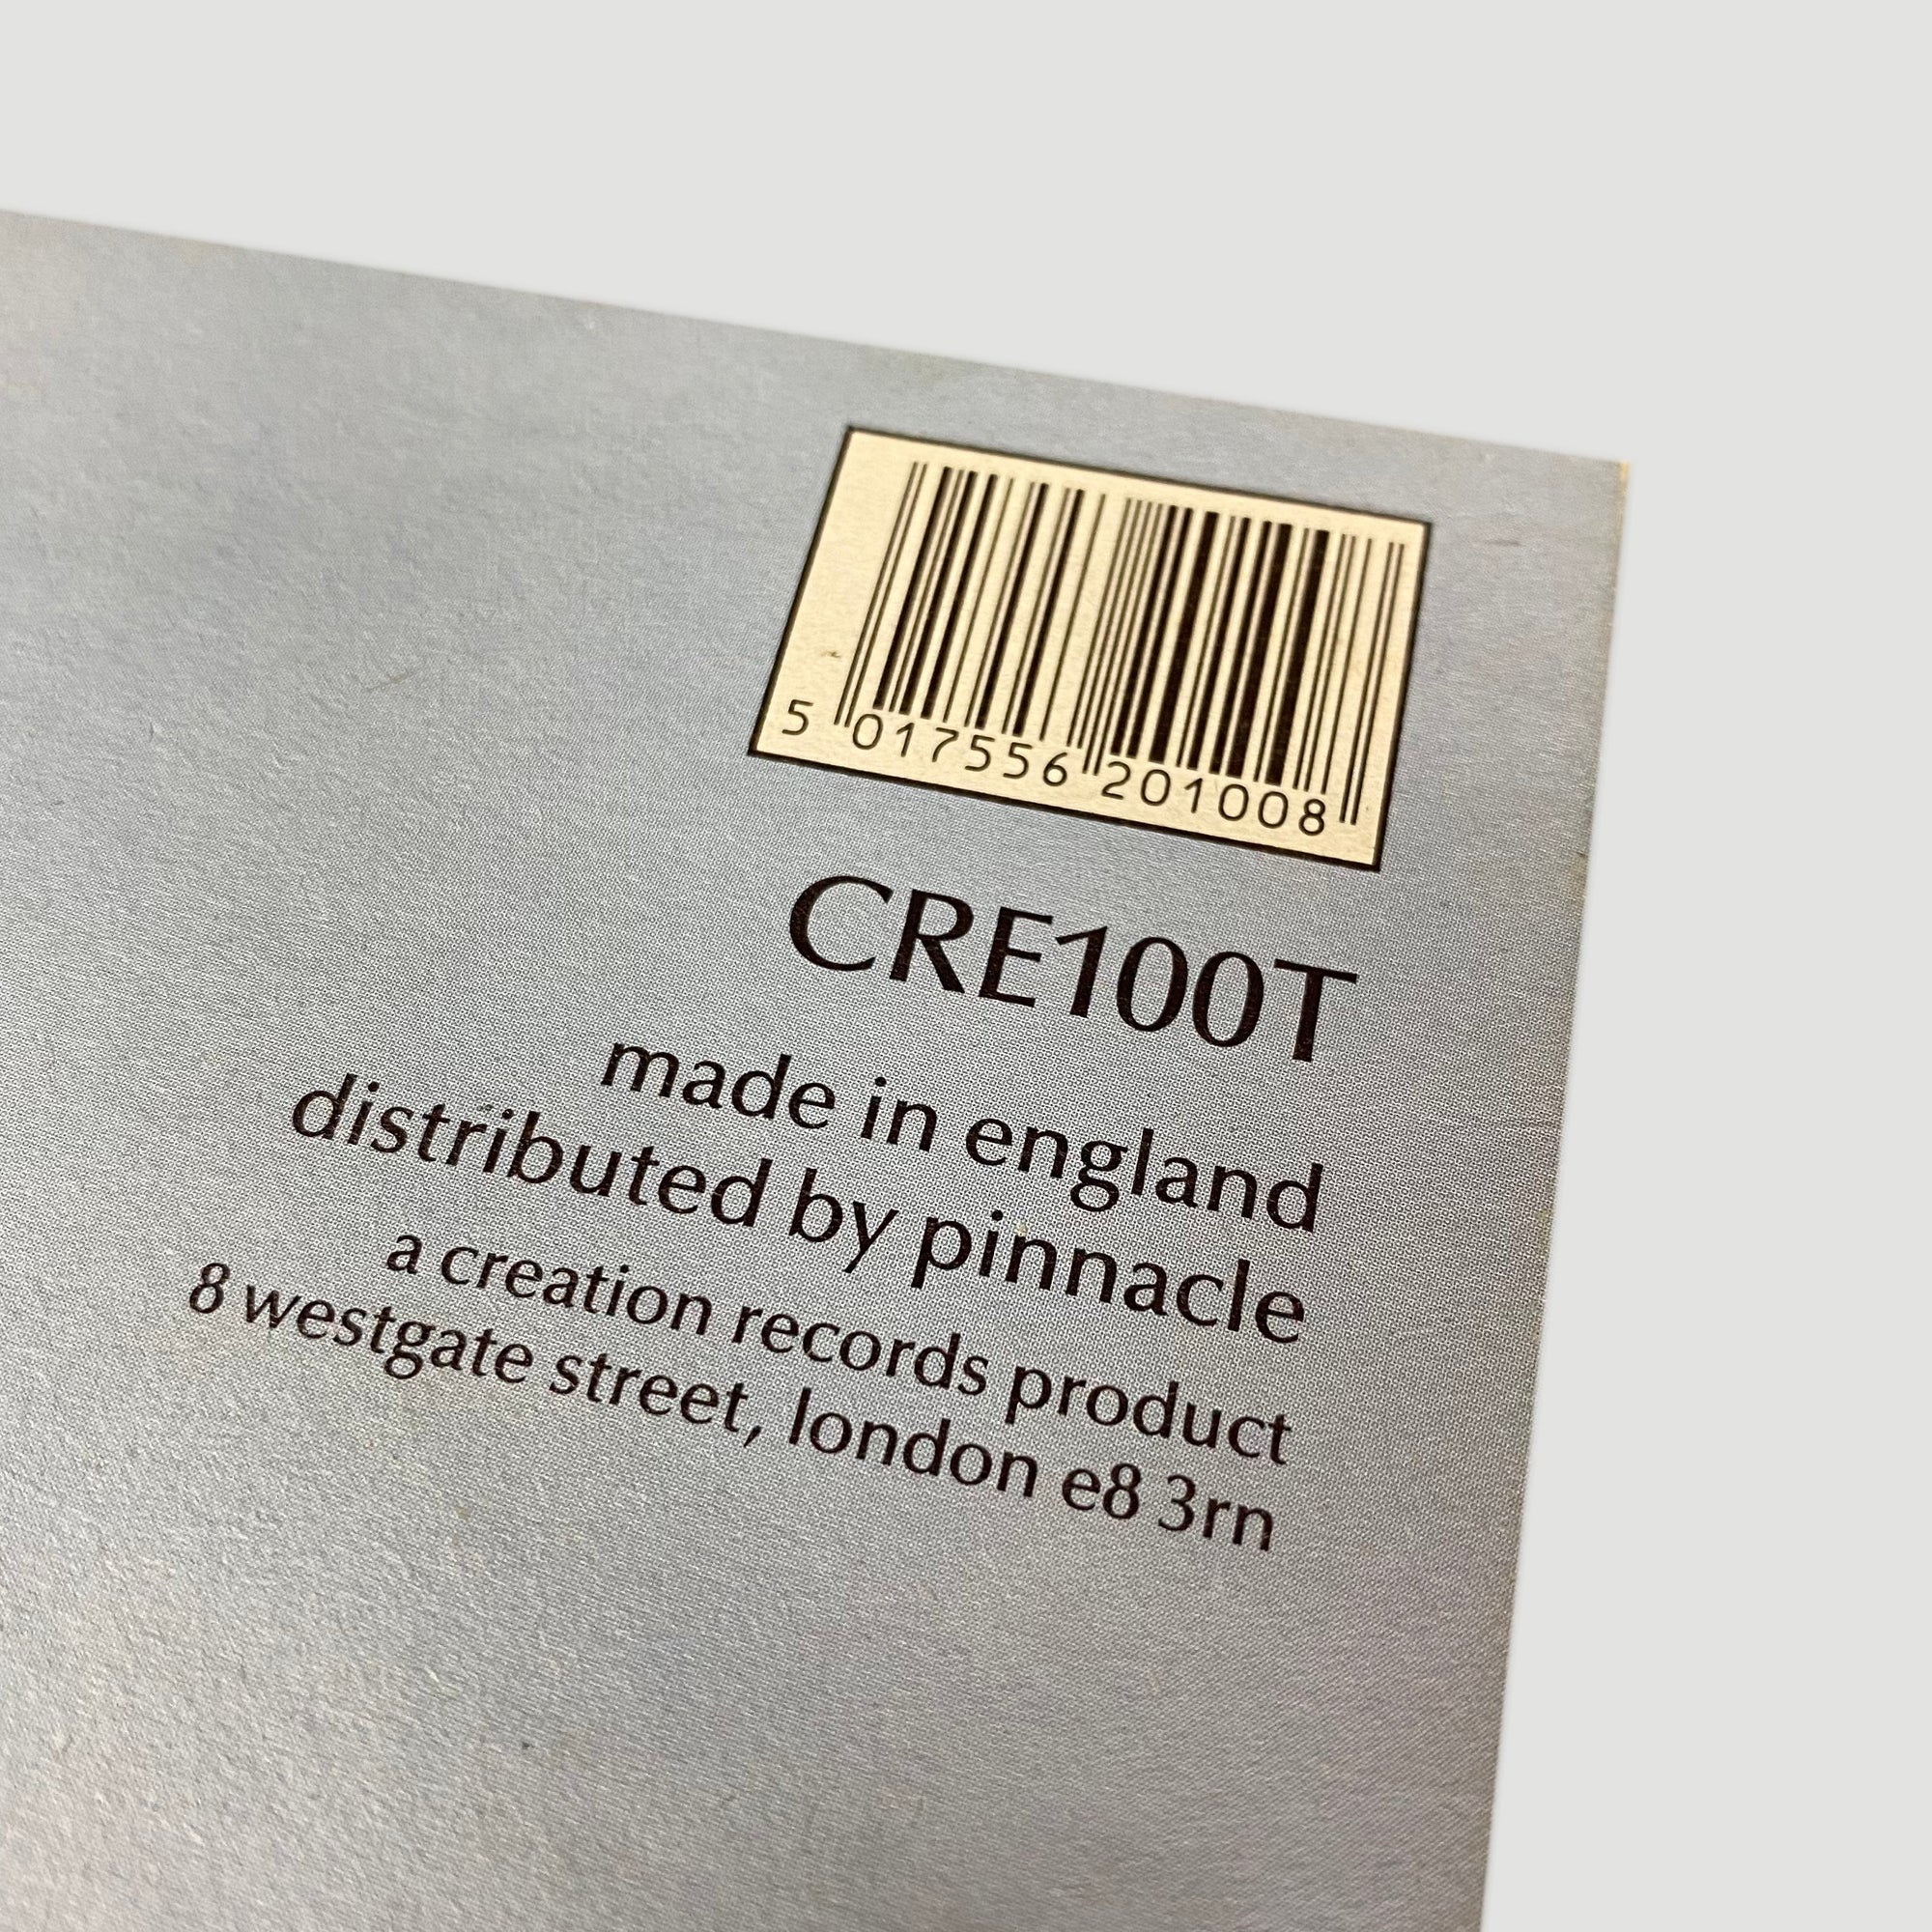 5 017556 201008
CRE100T
made in england
distributed by pinnacle
a creation records product
8 westgate street, london e8 3rn